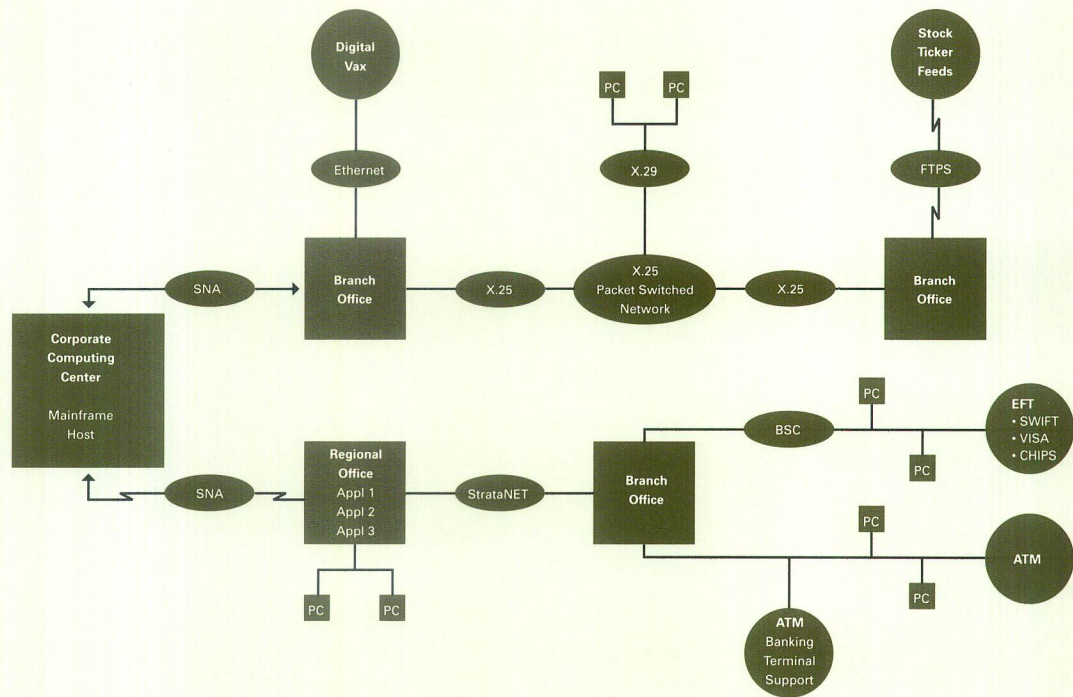 Digital
Vax
Stock
Ticker
Feeds
PC
PC
Ethernet
X.29
FTPS
SNA
Branch
Office
X.25
X.25
Packet Switched
Network
X.25
Branch
Office
Corporate
Computing
Center
Mainframe
Host
SNA
Regional
Office
Appl 1
Appl 2
Appl 3
StrataNET
Branch
Office
BSC
PC
PC
EFT
• SWIFT
• VISA
• CHIPS
PC
PC
ATM
PC
PC
ATM
Banking
Terminal
Support